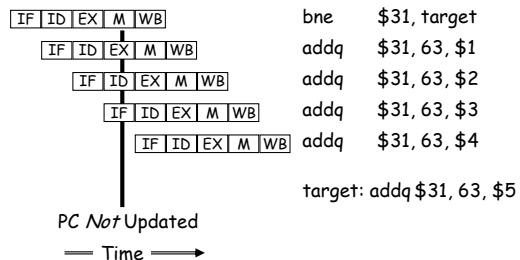 IF ID EX M WB bne $31, target
IF ID EX M WB addq $31, 63, $1
IF ID EX M WB addq $31, 63, $2
IF ID EX M WB addq $31, 63, $3
IF ID EX M WB addq $31, 63, $4
target: addq $31, 63, $5
PC Not Updated
Time